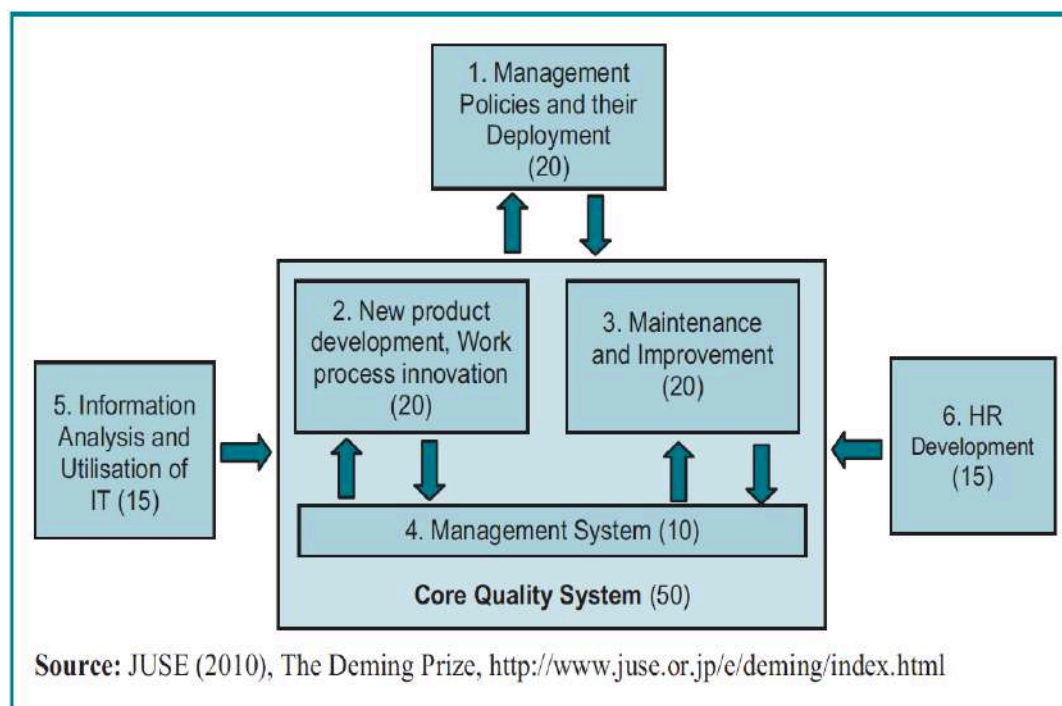 1. Management
Policies and their
Deployment
(20)
2. New product
development, Work
process innovation
(20)
3. Maintenance
and Improvement
(20)
5. Information
Analysis and
Utilisation of
IT (15)
6. HR
Development
(15)
4. Management System (10)
Core Quality System (50)
Source: JUSE (2010), The Deming Prize, http://www.juse.or.jp/e/deming/index.html